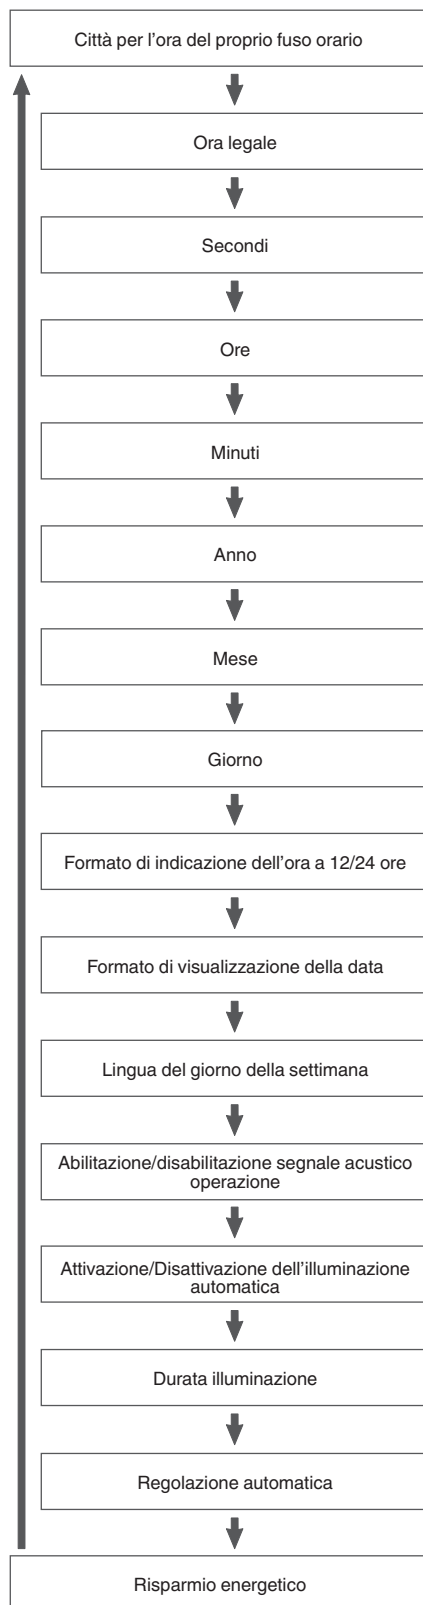 Città per l’ora del proprio fuso orario
Ora legale
Secondi
Ore
Minuti
Anno
Mese
Giorno
Formato di indicazione dell’ora a 12/24 ore
Formato di visualizzazione della data
Lingua del giorno della settimana
Abilitazione/disabilitazione segnale acustico
operazione
Attivazione/Disattivazione dell’illuminazione
automatica
Durata illuminazione
Regolazione automatica
Risparmio energetico